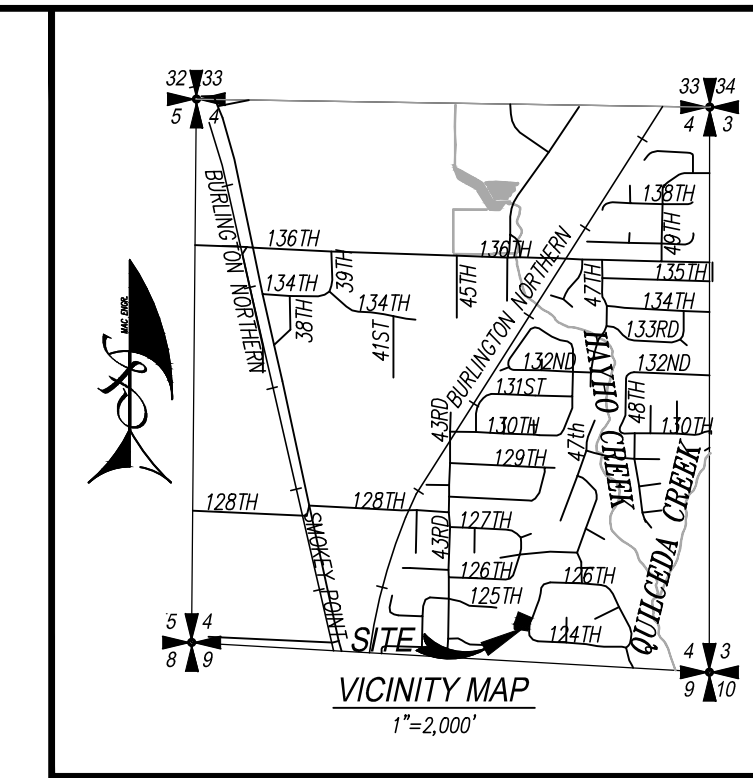 32 33
5 4
33 34
4 3
BURLINGTON NORTHERN
136TH
136TH
138TH
49TH
39TH
45TH
BURLINGTON NORTHERN
47TH
135TH
134TH
38TH
134TH
41ST
134TH
133RD
MAC ENGR.
HAYHO CREEK
132ND
132ND
131ST
48TH
43RD
130TH
47th
130TH
129TH
128TH
128TH
SMOKEY POINT
43RD
127TH
QUILCEDA CREEK
126TH
126TH
125TH
124TH
5 4
8 9
SITE
4 3
9 10
VICINITY MAP
1"=2,000'